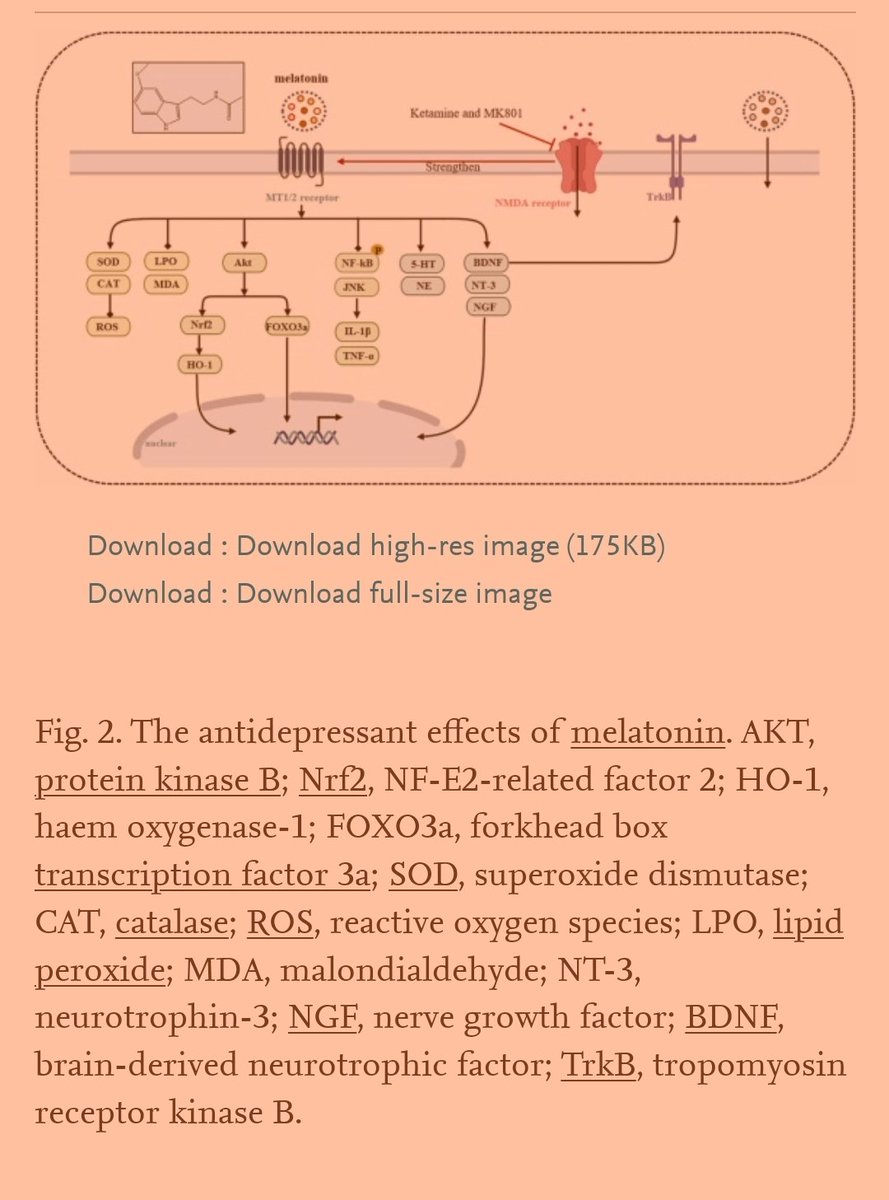 melatonin
Ketamine and MK801
Strengthen
MT1/2 receptor
NMDA receptor
TrkB
SOD
LPO
Akt
NF-kB
P
5-HT
BDNF
CAT
MDA
JNK
NE
NT-3
NGF
ROS
Nrf2
FOXO3a
IL-1β
TNF-α
HO-1
nuclear
Download : Download high-res image (175KB)
Download : Download full-size image
Fig. 2. The antidepressant effects of melatonin. AKT,
protein kinase B; Nrf2, NF-E2-related factor 2; HO-1,
haem oxygenase-1; FOXO3a, forkhead box
transcription factor 3a; SOD, superoxide dismutase;
CAT, catalase; ROS, reactive oxygen species; LPO, lipid
peroxide; MDA, malondialdehyde; NT-3,
neurotrophin-3; NGF, nerve growth factor; BDNF,
brain-derived neurotrophic factor; TrkB, tropomyosin
receptor kinase B.